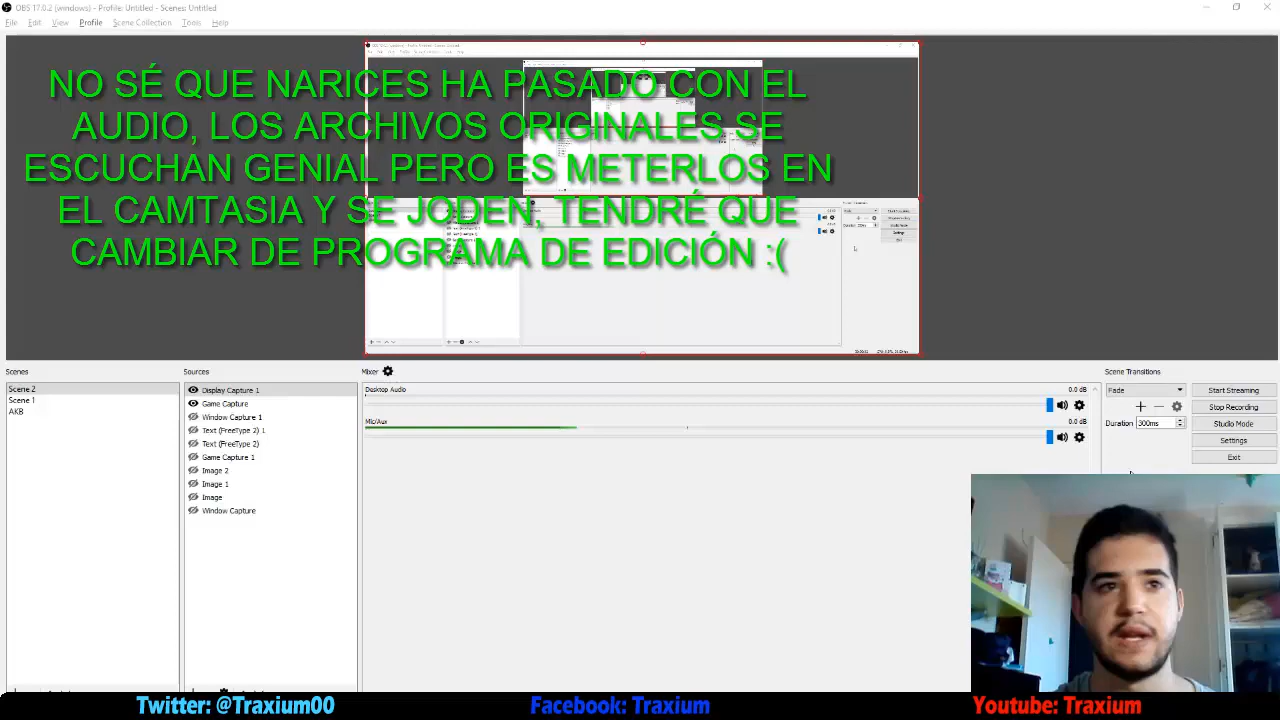 OBS 17.0.2 (windows) - Profile: Untitled - Scenes: Untitled
File Edit View Profile Scene Collection Tools Help
NO SÉ QUE NARICES HA PASADO CON EL
AUDIO, LOS ARCHIVOS ORIGINALES SE
ESCUCHAN GENIAL PERO ES METERLOS EN
EL CAMTASIA Y SE JODEN, TENDRÉ QUE
CAMBIAR DE PROGRAMA DE EDICIÓN :(
Scenes
Scene 2
Scene 1
AKB
Sources
Display Capture 1
Game Capture
Window Capture 1
Text (FreeType 2) 1
Text (FreeType 2)
Game Capture 1
Image 2
Image 1
Image
Window Capture
Mixer
Desktop Audio 0.0 dB
Mic/Aux 0.0 dB
Scene Transitions
Fade
Duration 300ms
Start Streaming
Stop Recording
Studio Mode
Settings
Exit
Twitter: @Traxium00 Facebook: Traxium Youtube: Traxium